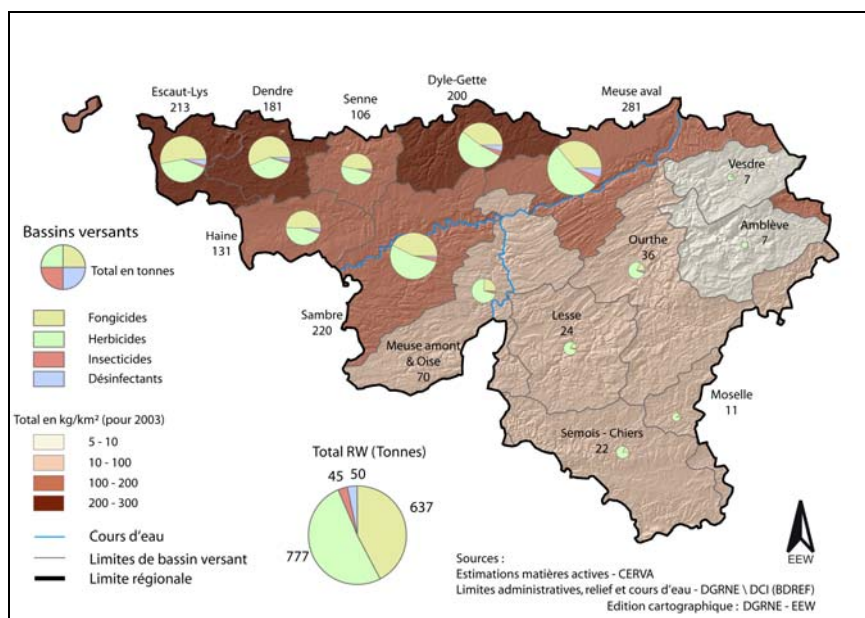 Escaut-Lys
213
Dendre
181
Senne
106
Dyle-Gette
200
Meuse aval
281
Vesdre
7
Amblève
7
Ourthe
36
Haine
131
Lesse
24
Sambre
220
Meuse amont
& Oise
70
Moselle
11
Semois - Chiers
22
Bassins versants
Total en tonnes
Fongicides
Herbicides
Insecticides
Désinfectants
Total en kg/km² (pour 2003)
5 - 10
10 - 100
100 - 200
200 - 300
Cours d'eau
Limites de bassin versant
Limite régionale
Total RW (Tonnes)
45
50
637
777
EEW
Sources :
Estimations matières actives - CERVA
Limites administratives, relief et cours d'eau - DGRNE \ DCI (BDREF)
Edition cartographique : DGRNE - EEW